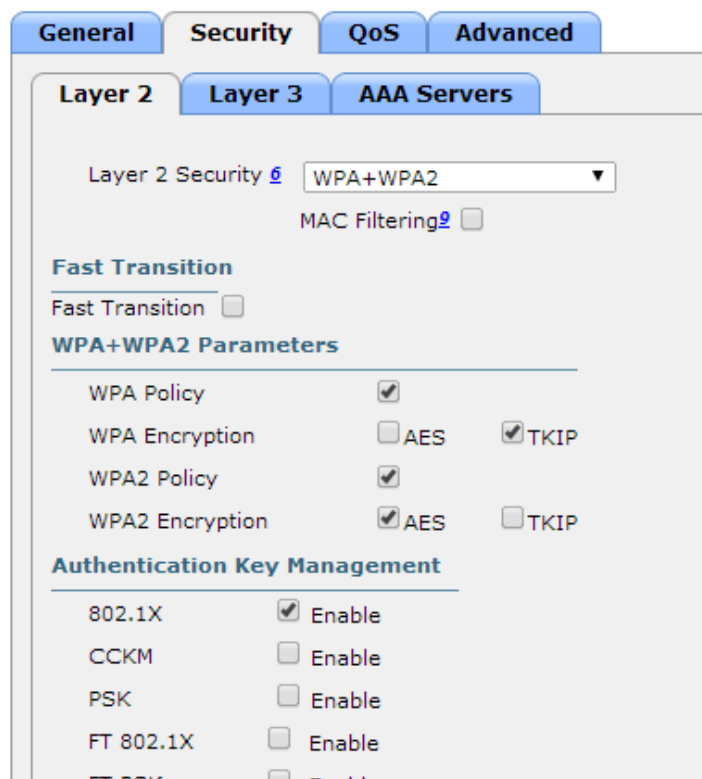 General Security QoS Advanced
Layer 2 Layer 3 AAA Servers
Layer 2 Security 6 WPA+WPA2
MAC Filtering9
Fast Transition
Fast Transition
WPA+WPA2 Parameters
WPA Policy
WPA Encryption AES TKIP
WPA2 Policy
WPA2 Encryption AES TKIP
Authentication Key Management
802.1X Enable
CCKM Enable
PSK Enable
FT 802.1X Enable